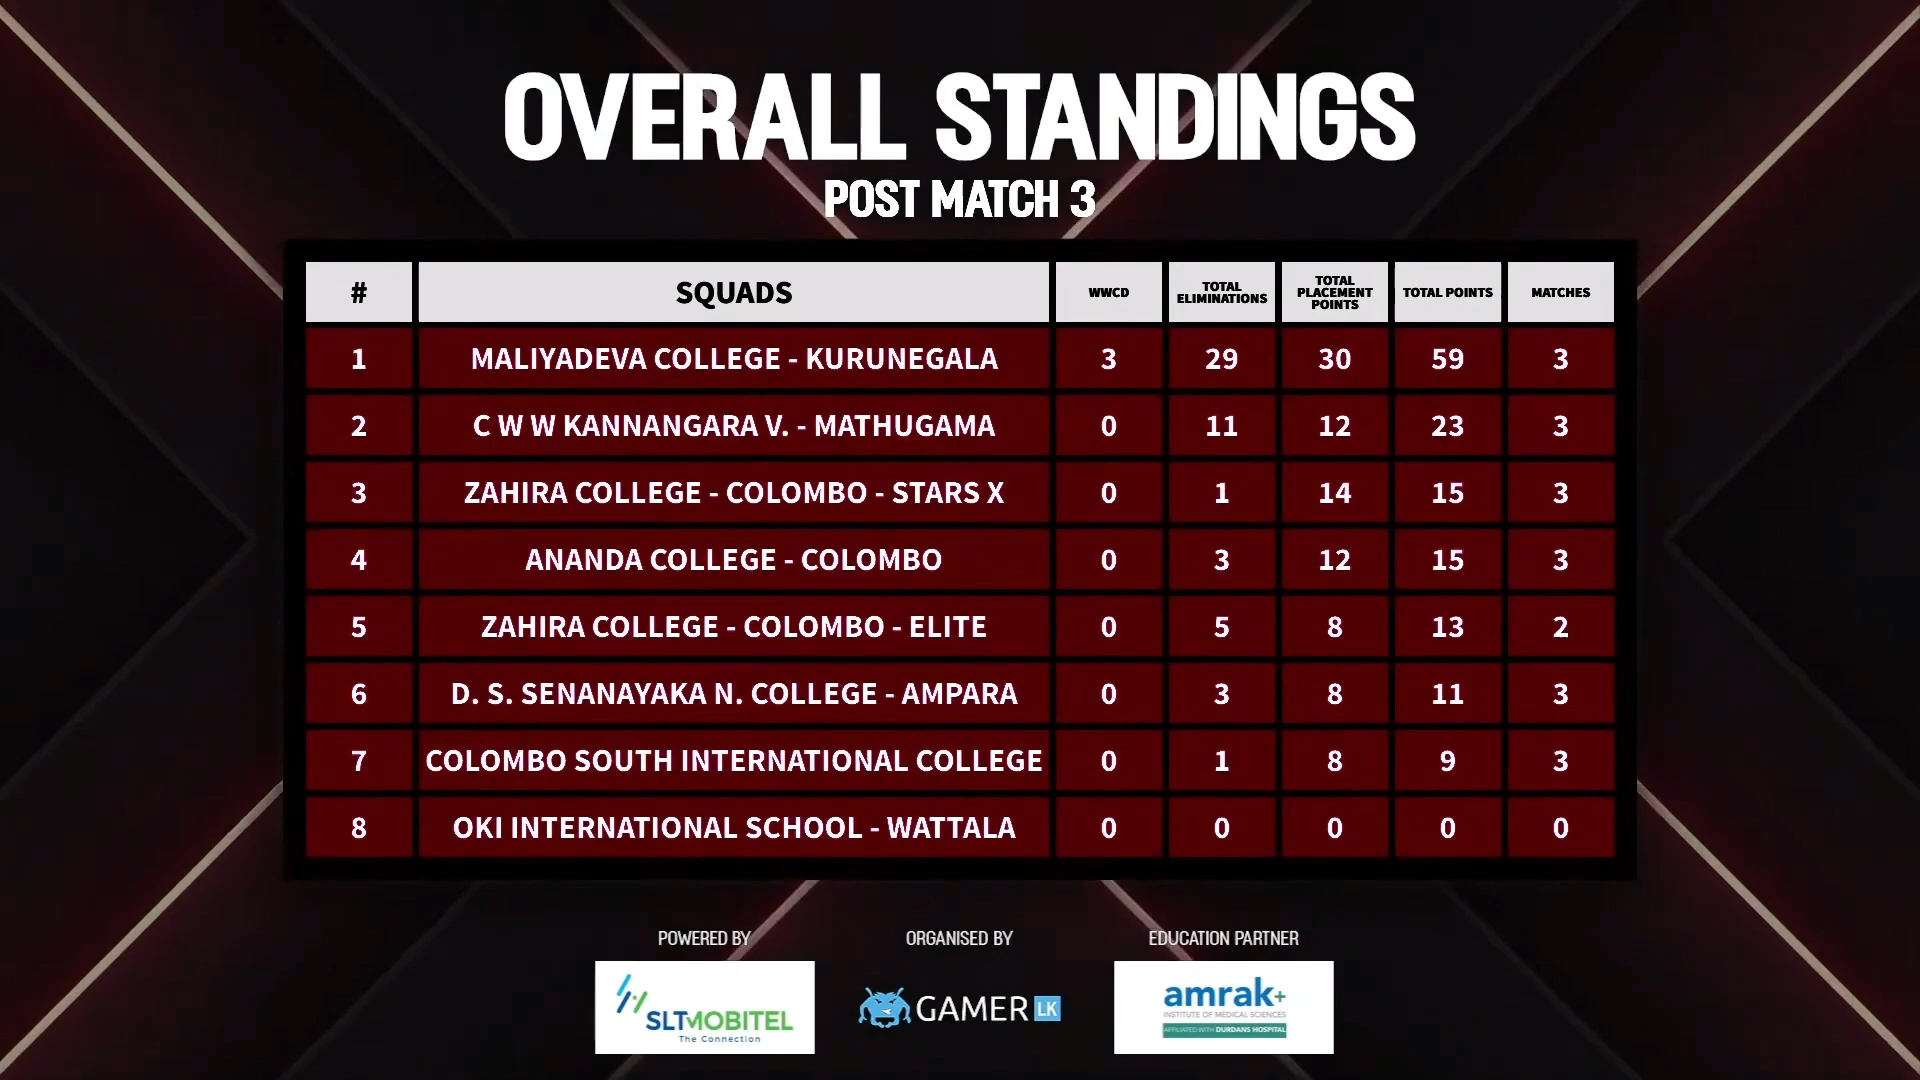 OVERALL STANDINGS
POST MATCH 3
# SQUADS WWCD TOTAL ELIMINATIONS TOTAL PLACEMENT POINTS TOTAL POINTS MATCHES
1 MALIYADEVA COLLEGE - KURUNEGALA 3 29 30 59 3
2 C W W KANNANGARA V. - MATHUGAMA 0 11 12 23 3
3 ZAHIRA COLLEGE - COLOMBO - STARS X 0 1 14 15 3
4 ANANDA COLLEGE - COLOMBO 0 3 12 15 3
5 ZAHIRA COLLEGE - COLOMBO - ELITE 0 5 8 13 2
6 D. S. SENANAYAKA N. COLLEGE - AMPARA 0 3 8 11 3
7 COLOMBO SOUTH INTERNATIONAL COLLEGE 0 1 8 9 3
8 OKI INTERNATIONAL SCHOOL - WATTALA 0 0 0 0 0
POWERED BY ORGANISED BY EDUCATION PARTNER
SLTMOBITEL
The Connection
GAMER LK
amrak+
INSTITUTE OF MEDICAL SCIENCES
AFFILIATED WITH DURDANS HOSPITAL